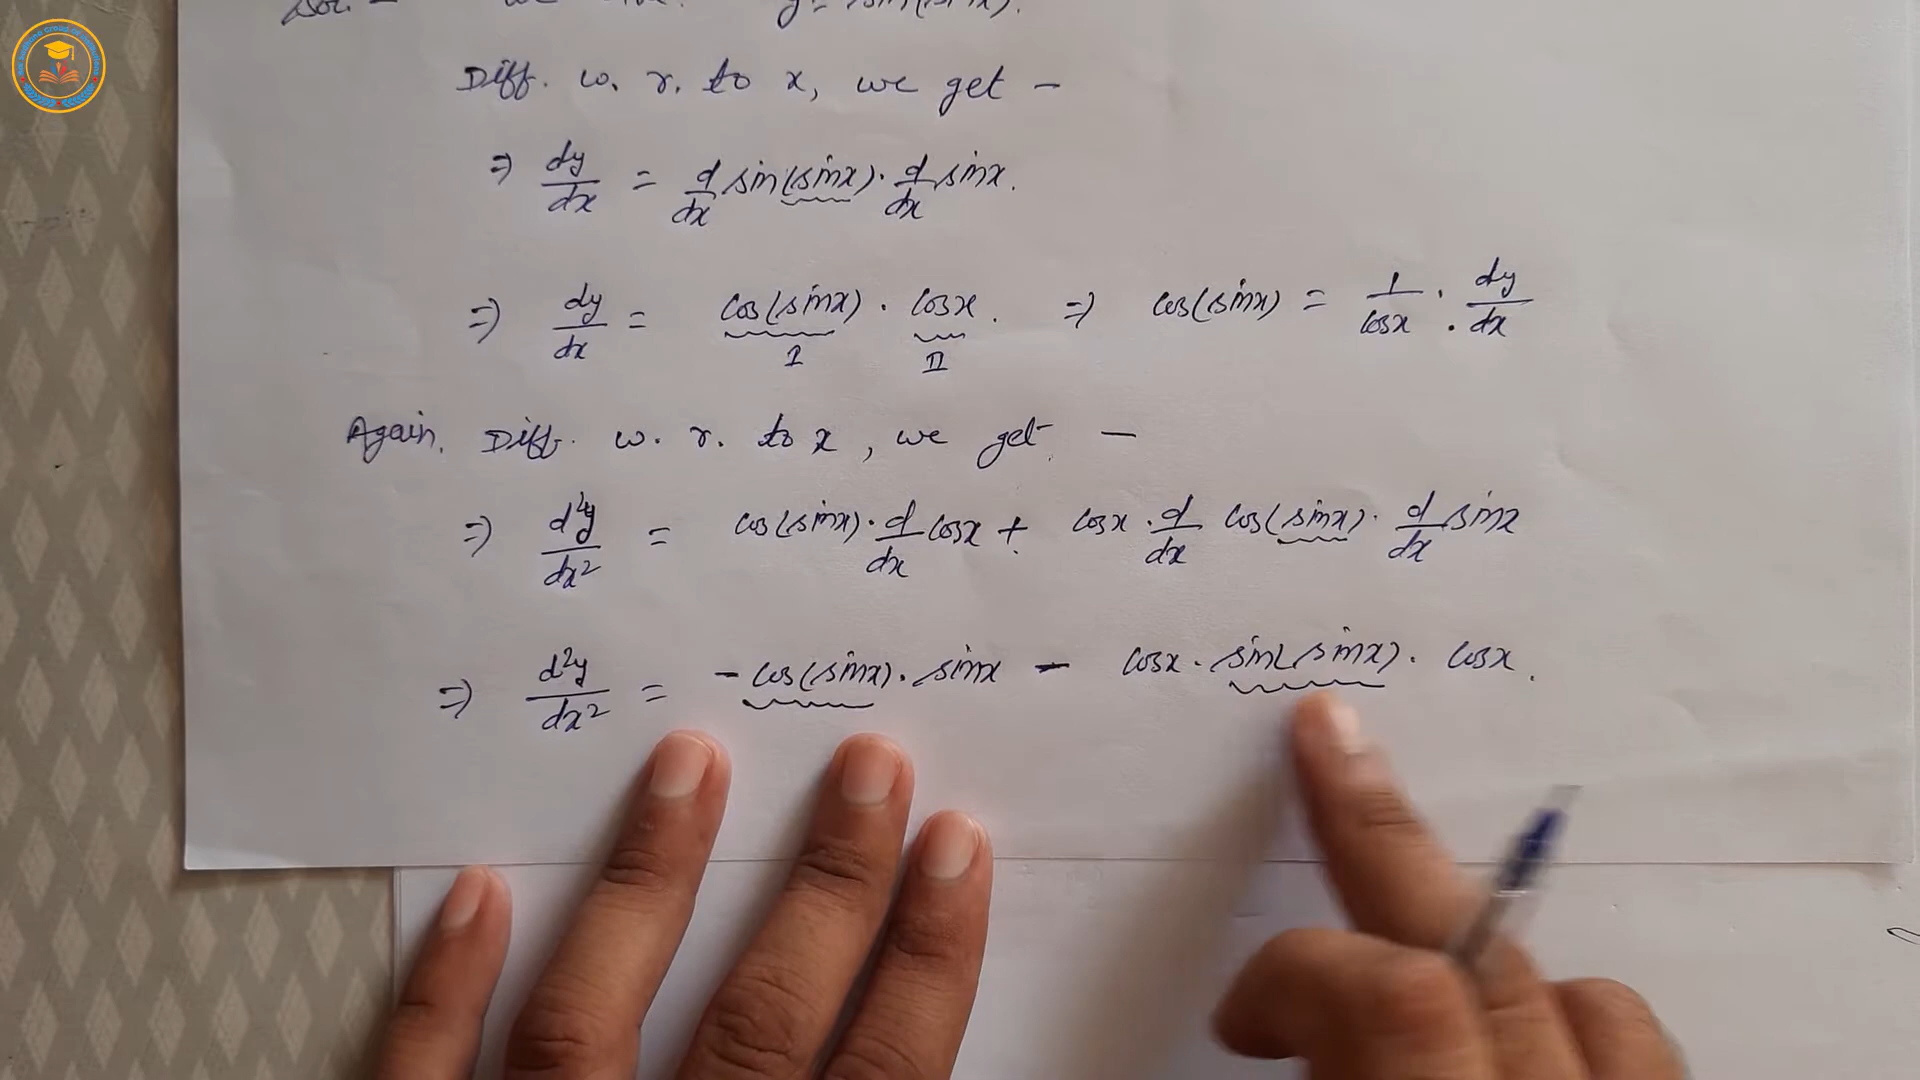 y = sin(sinx).
Diff. w. r. to x, we get -
⇒ dy/dx = d/dx sin(sinx) · d/dx sinx.
⇒ dy/dx = cos(sinx) · cosx. ⇒ cos(sinx) = 1/cosx · dy/dx
I II
Again. Diff. w. r. to x, we get -
⇒ d²y/dx² = cos(sinx) · d/dx cosx + cosx · d/dx cos(sinx) · d/dx sinx
⇒ d²y/dx² = - cos(sinx) · sinx - cosx · sin(sinx) · cosx.